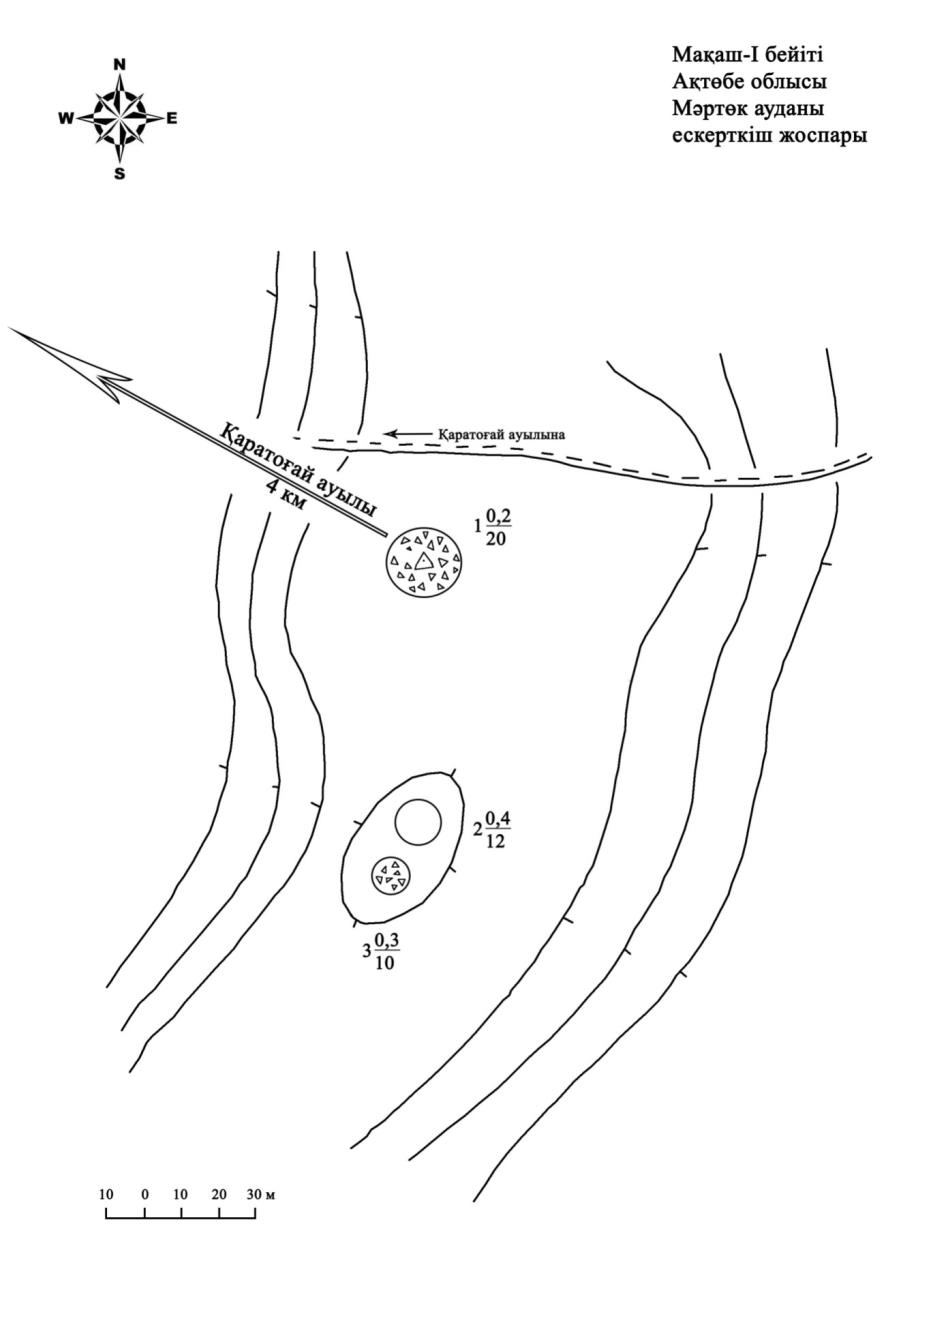 Мақаш-I бейіті
Ақтөбе облысы
Мәртөк ауданы
ескерткіш жоспары
N
W E
S
Қаратоғай ауылына
Қаратоғай ауылы
4 км
1 0,2
20
2 0,4
12
3 0,3
10
10 0 10 20 30 м